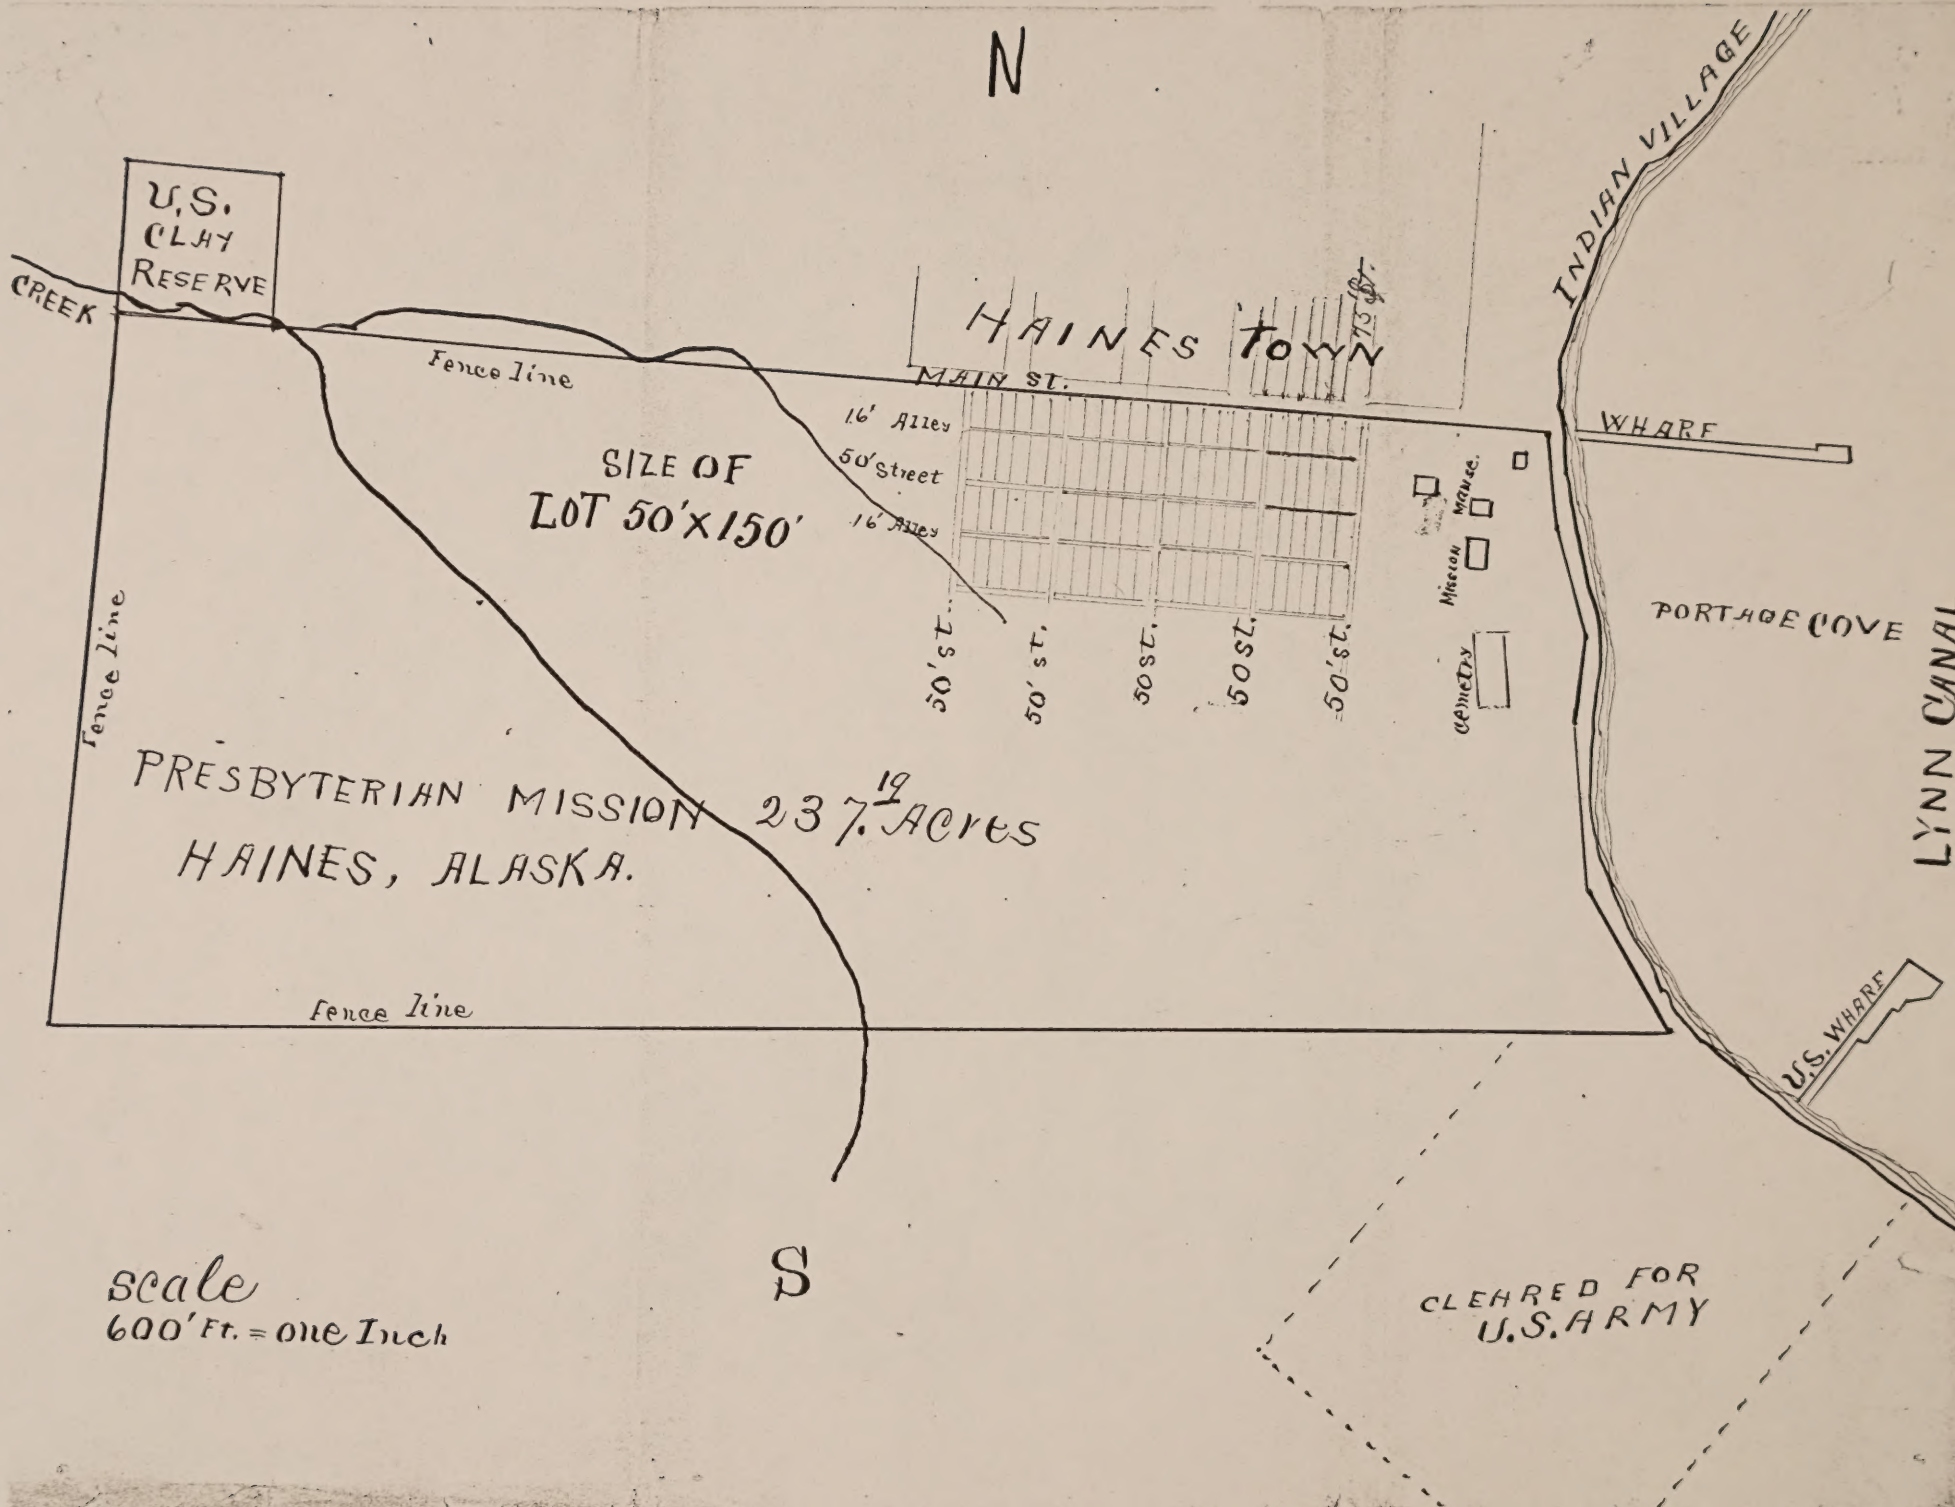 N
INDIAN VILLAGE
U.S.
CLAY
RESERVE
CREEK
HAINES TOWN
75 ft.
Fence line
MAIN ST.
WHARF
16' Alley
50' Street
16' Alley
SIZE OF
LOT 50'X150'
Manse.
Mission
Cemetry
PORTAGE COVE
LYNN CANAL
Fence line
50' st.
50' st.
50 st.
50 st.
50' st.
PRESBYTERIAN MISSION 237.19 Acres
HAINES, ALASKA.
Fence line
U.S. WHARF
S
scale
600' Ft. = one Inch
CLEARED FOR
U.S. ARMY